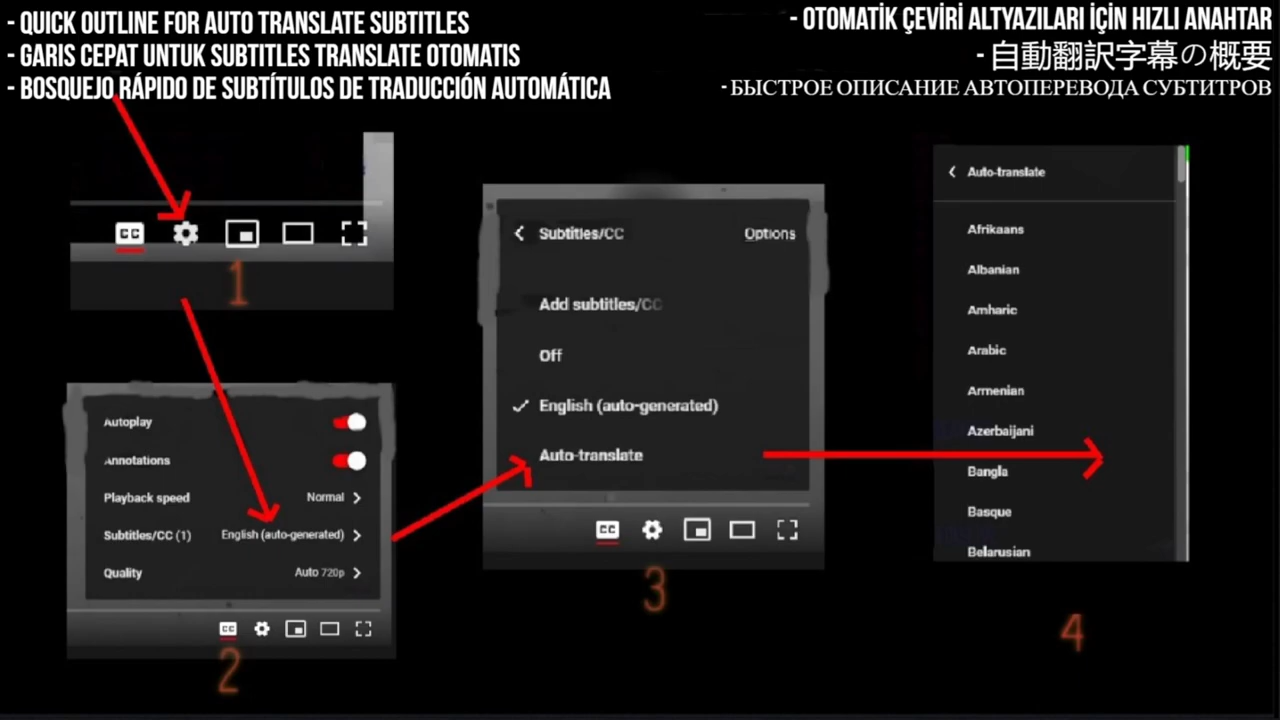 - QUICK OUTLINE FOR AUTO TRANSLATE SUBTITLES
- GARIS CEPAT UNTUK SUBTITLES TRANSLATE OTOMATIS
- BOSQUEJO RÁPIDO DE SUBTÍTULOS DE TRADUCCIÓN AUTOMÁTICA
- OTOMATİK ÇEVİRİ ALTYAZILARI İÇİN HIZLI ANAHTAR
- 自動翻訳字幕の概要
- БЫСТРОЕ ОПИСАНИЕ АВТОПЕРЕВОДА СУБТИТРОВ
CC
1
Autoplay
Annotations
Playback speed Normal
Subtitles/CC (1) English (auto-generated)
Quality Auto 720p
CC
2
Subtitles/CC Options
Add subtitles/CC
Off
English (auto-generated)
Auto-translate
CC
3
Auto-translate
Afrikaans
Albanian
Amharic
Arabic
Armenian
Azerbaijani
Bangla
Basque
Belarusian
4